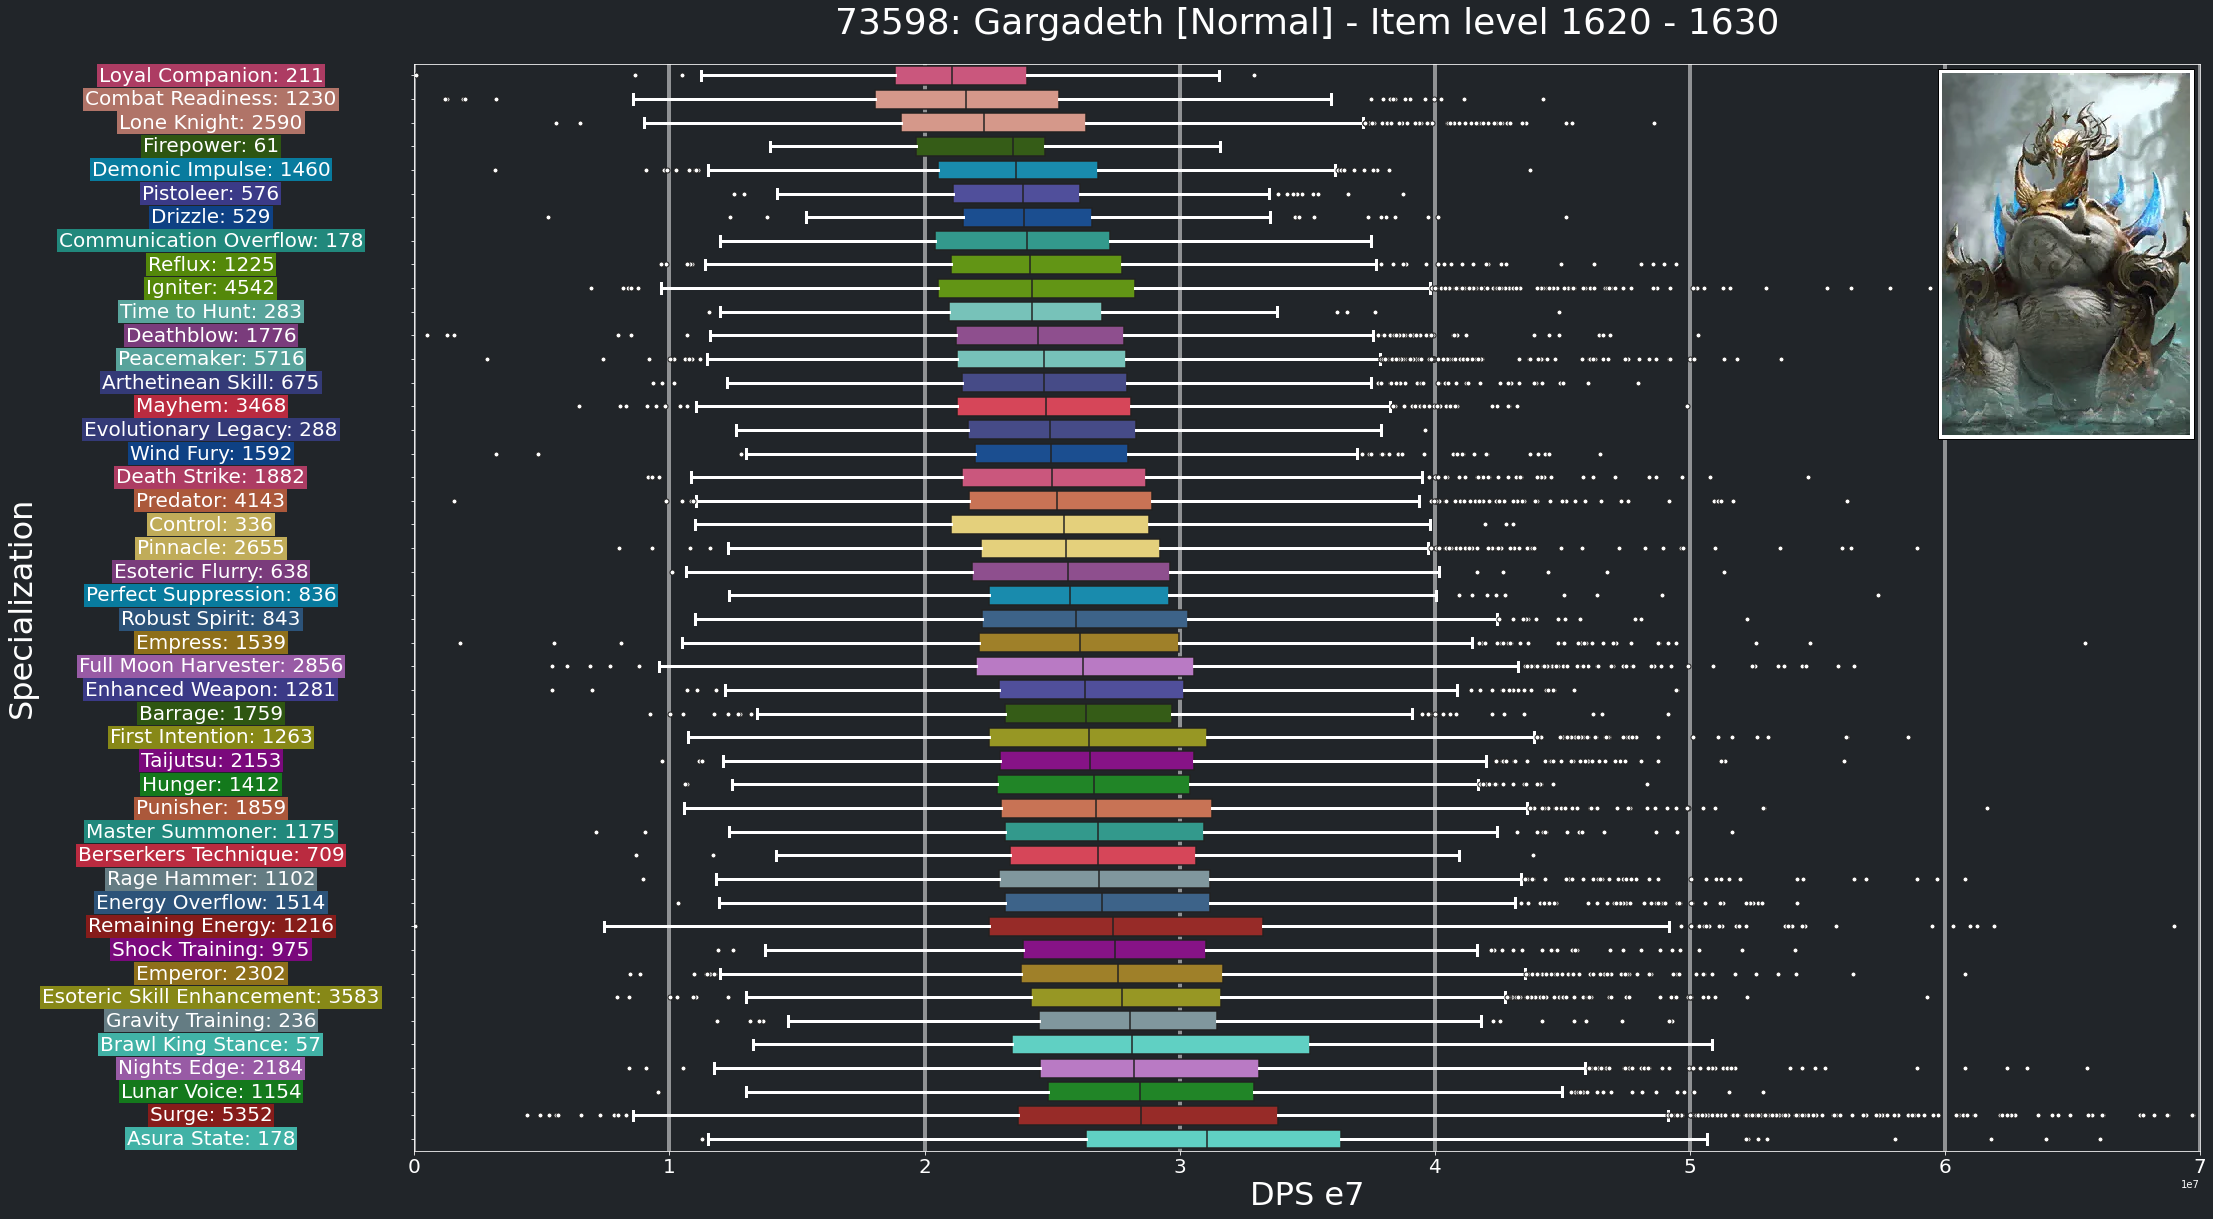 73598: Gargadeth [Normal] - Item level 1620 - 1630
Specialization
Loyal Companion: 211
Combat Readiness: 1230
Lone Knight: 2590
Firepower: 61
Demonic Impulse: 1460
Pistoleer: 576
Drizzle: 529
Communication Overflow: 178
Reflux: 1225
Igniter: 4542
Time to Hunt: 283
Deathblow: 1776
Peacemaker: 5716
Arthetinean Skill: 675
Mayhem: 3468
Evolutionary Legacy: 288
Wind Fury: 1592
Death Strike: 1882
Predator: 4143
Control: 336
Pinnacle: 2655
Esoteric Flurry: 638
Perfect Suppression: 836
Robust Spirit: 843
Empress: 1539
Full Moon Harvester: 2856
Enhanced Weapon: 1281
Barrage: 1759
First Intention: 1263
Taijutsu: 2153
Hunger: 1412
Punisher: 1859
Master Summoner: 1175
Berserkers Technique: 709
Rage Hammer: 1102
Energy Overflow: 1514
Remaining Energy: 1216
Shock Training: 975
Emperor: 2302
Esoteric Skill Enhancement: 3583
Gravity Training: 236
Brawl King Stance: 57
Nights Edge: 2184
Lunar Voice: 1154
Surge: 5352
Asura State: 178
0 1 2 3 4 5 6 7
1e7
DPS e7